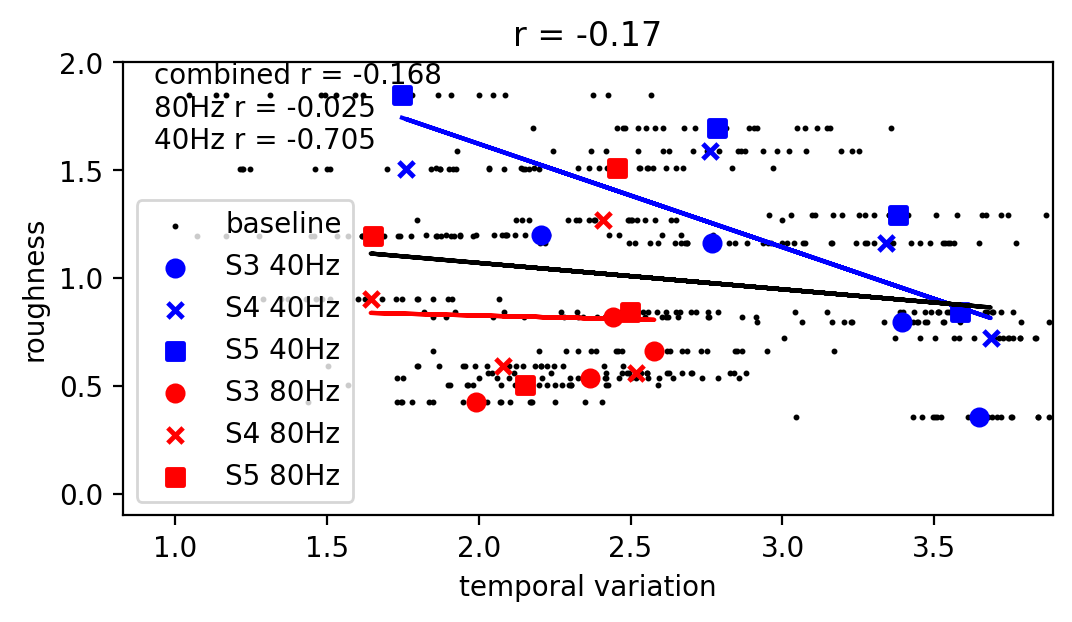 r = -0.17
combined r = -0.168
80Hz r = -0.025
40Hz r = -0.705
2.0
1.5
1.0
0.5
0.0
roughness
baseline
S3 40Hz
S4 40Hz
S5 40Hz
S3 80Hz
S4 80Hz
S5 80Hz
1.0 1.5 2.0 2.5 3.0 3.5
temporal variation